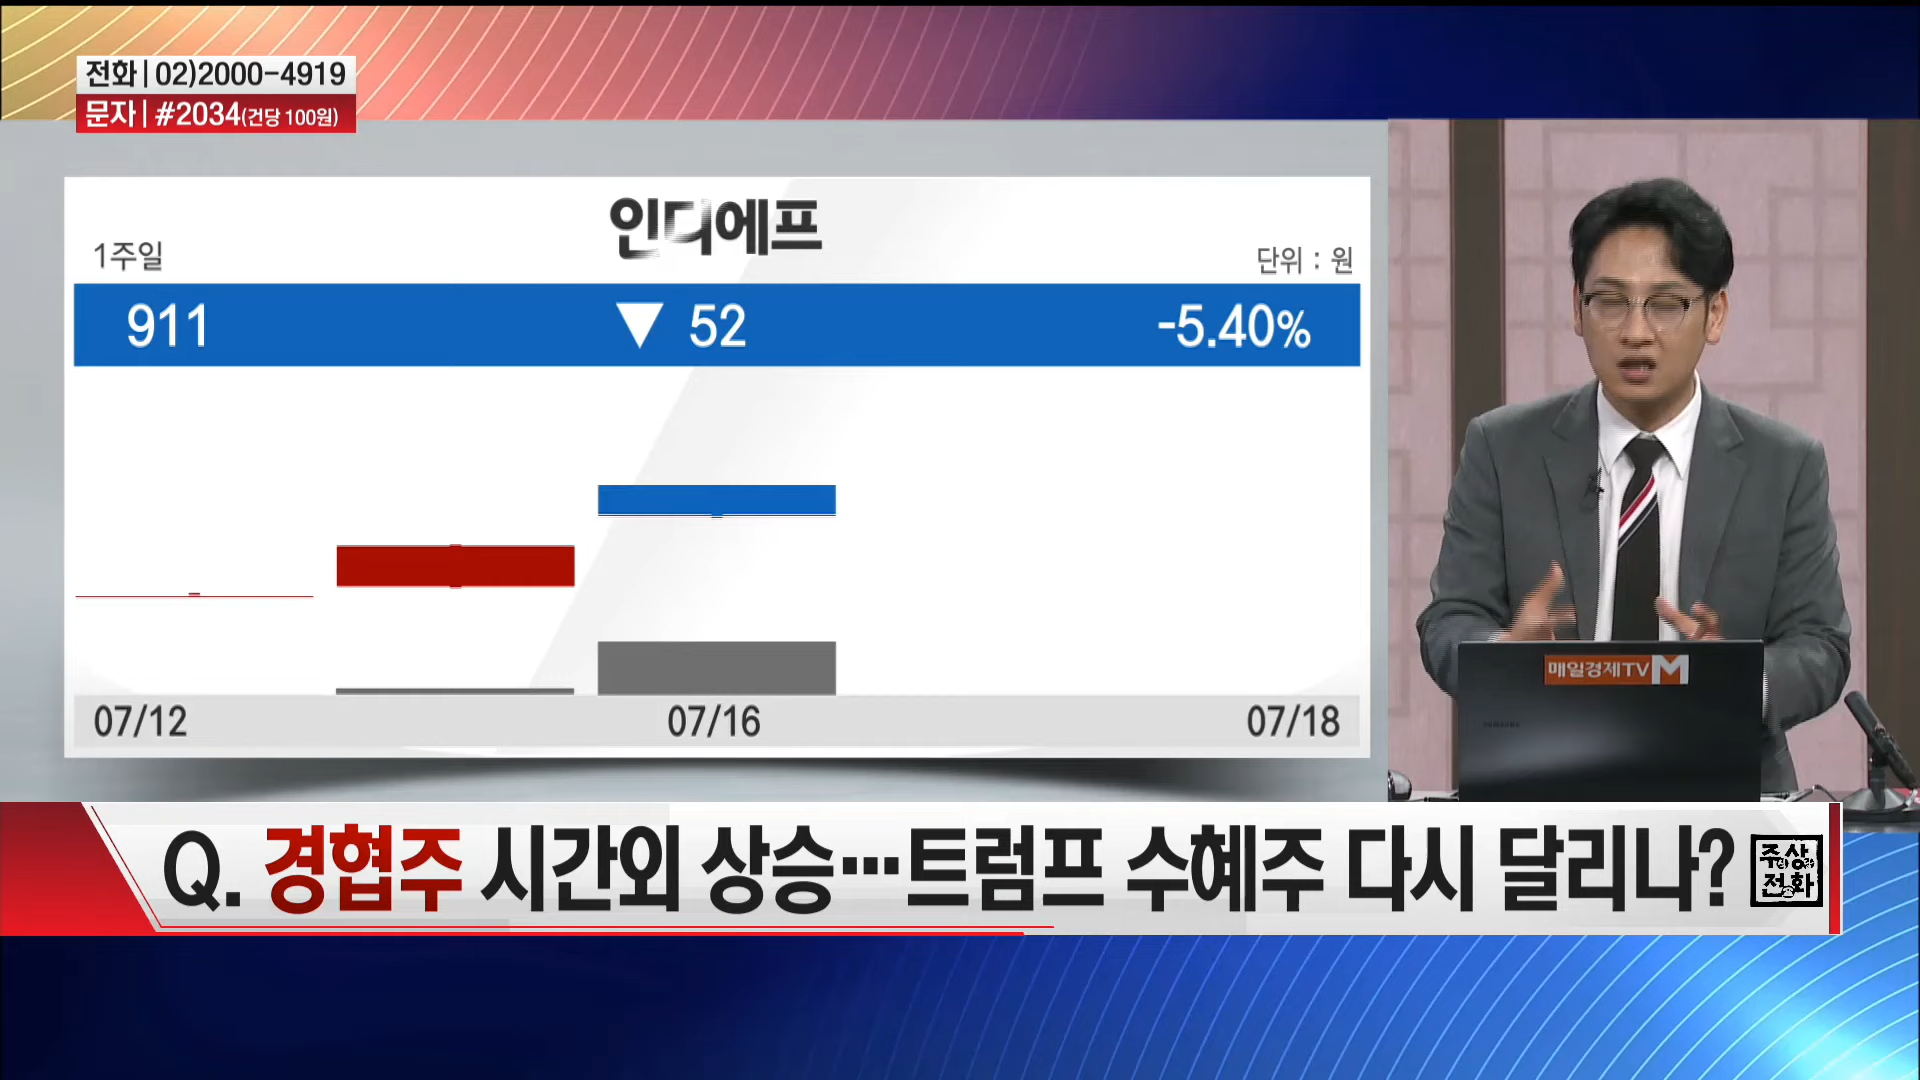 전화 | 02)2000-4919
문자 | #2034(건당 100원)
인디에프
1주일
단위 : 원
911 ▼ 52 -5.40%
07/12 07/16 07/18
매일경제TV M
SAMSUNG
Q. 경협주 시간외 상승···트럼프 수혜주 다시 달리나?
주상
전화